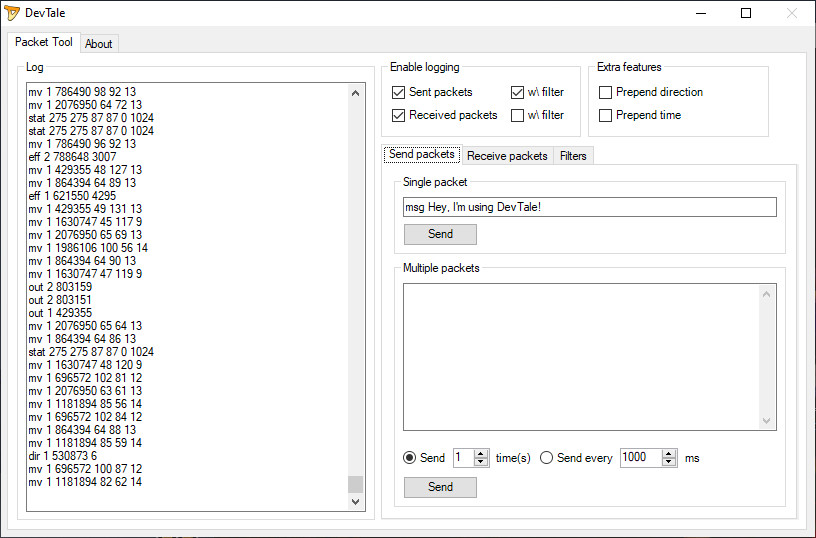 DevTale
Packet Tool
About
Log
mv 1 786490 98 92 13
mv 1 2076950 64 72 13
stat 275 275 87 87 0 1024
stat 275 275 87 87 0 1024
mv 1 786490 96 92 13
eff 2 788648 3007
mv 1 429355 48 127 13
mv 1 864394 64 89 13
eff 1 621550 4295
mv 1 429355 49 131 13
mv 1 1630747 45 117 9
mv 1 2076950 65 69 13
mv 1 1986106 100 56 14
mv 1 864394 64 90 13
mv 1 1630747 47 119 9
out 2 803159
out 2 803151
out 1 429355
mv 1 2076950 65 64 13
mv 1 864394 64 86 13
stat 275 275 87 87 0 1024
mv 1 1630747 48 120 9
mv 1 696572 102 81 12
mv 1 2076950 63 61 13
mv 1 1181894 85 56 14
mv 1 696572 102 84 12
mv 1 864394 64 88 13
mv 1 1181894 85 59 14
dir 1 530873 6
mv 1 696572 100 87 12
mv 1 1181894 82 62 14
Enable logging
Sent packets
w\ filter
Received packets
w\ filter
Extra features
Prepend direction
Prepend time
Send packets
Receive packets
Filters
Single packet
msg Hey, I'm using DevTale!
Send
Multiple packets
Send 1 time(s)
Send every 1000 ms
Send